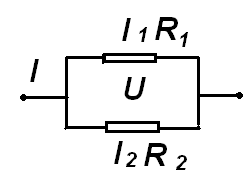 I₁ R₁
I
U
I₂ R₂